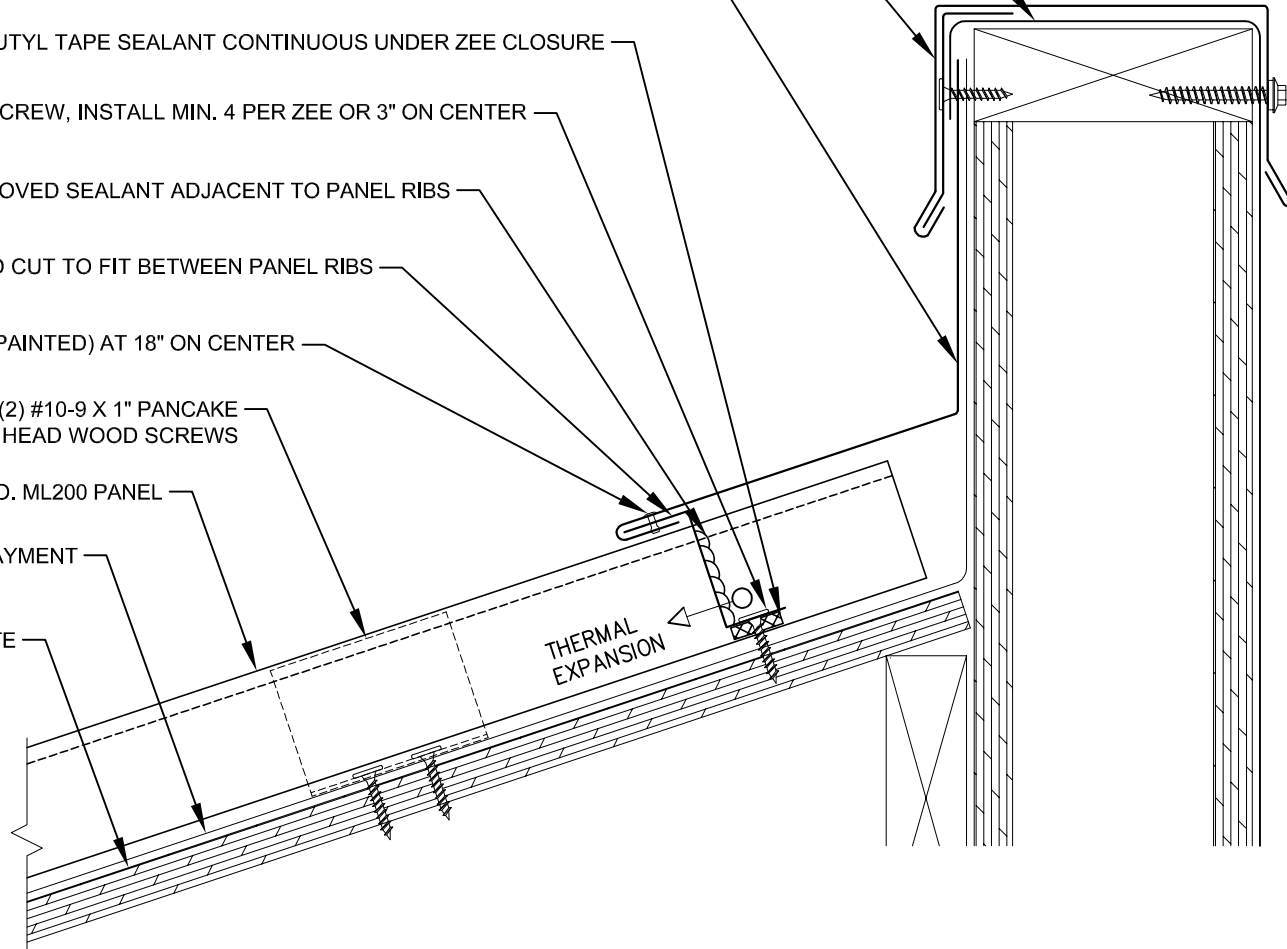 UTYL TAPE SEALANT CONTINUOUS UNDER ZEE CLOSURE
CREW, INSTALL MIN. 4 PER ZEE OR 3" ON CENTER
OVED SEALANT ADJACENT TO PANEL RIBS
D CUT TO FIT BETWEEN PANEL RIBS
PAINTED) AT 18" ON CENTER
(2) #10-9 X 1" PANCAKE
HEAD WOOD SCREWS
D. ML200 PANEL
AYMENT
TE
THERMAL
EXPANSION